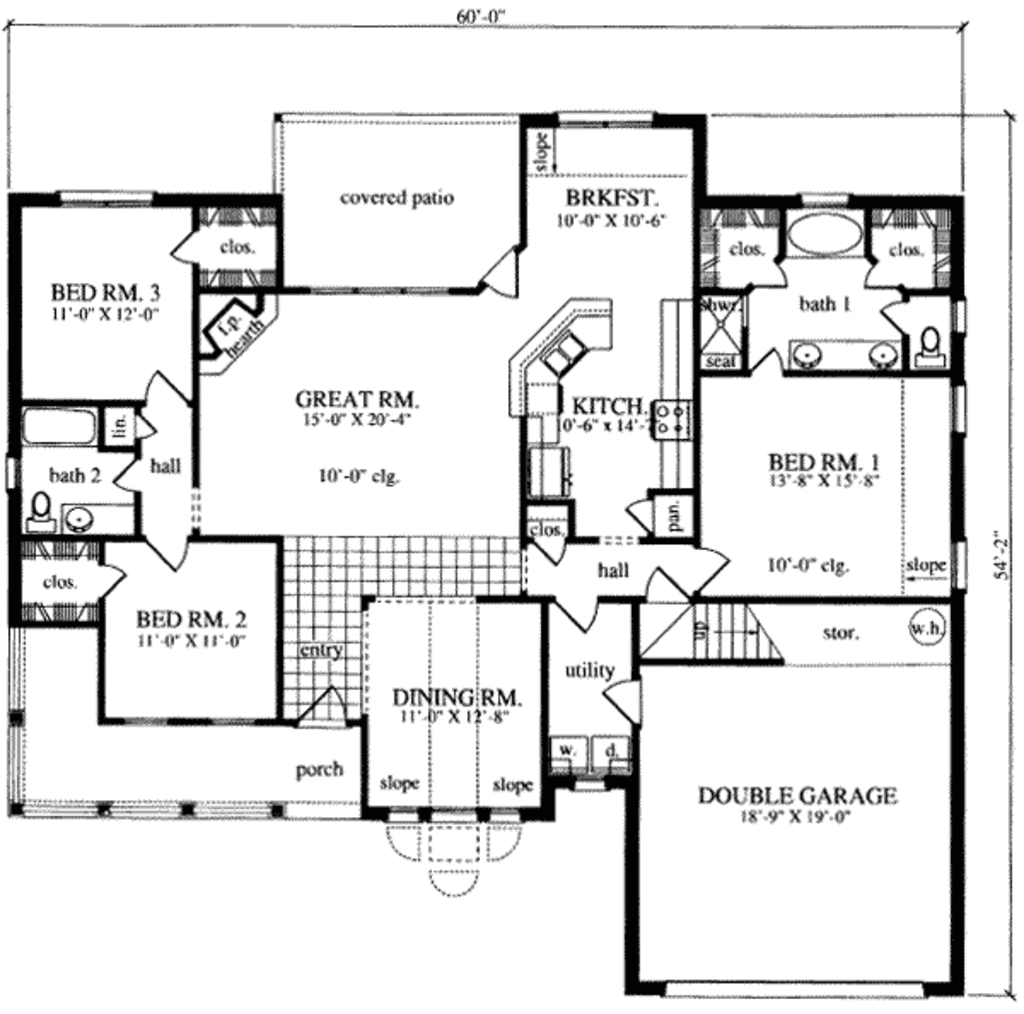 60'-0"
slope
covered patio
BRKFST.
10'-0" X 10'-6"
clos.
clos.
clos.
BED RM. 3
11'-0" X 12'-0"
f.p.
hearth
shwr.
bath 1
seat
GREAT RM.
15'-0" X 20'-4"
KITCH.
10'-6" x 14'-7"
lin.
hall
bath 2
10'-0" clg.
BED RM. 1
13'-8" X 15'-8"
pan.
clos.
54'-2"
clos.
hall
10'-0" clg.
slope
BED RM. 2
11'-0" X 11'-0"
entry
up
stor.
w.h.
utility
DINING RM.
11'-0" X 12'-8"
w.
d.
porch
slope
slope
DOUBLE GARAGE
18'-9" X 19'-0"